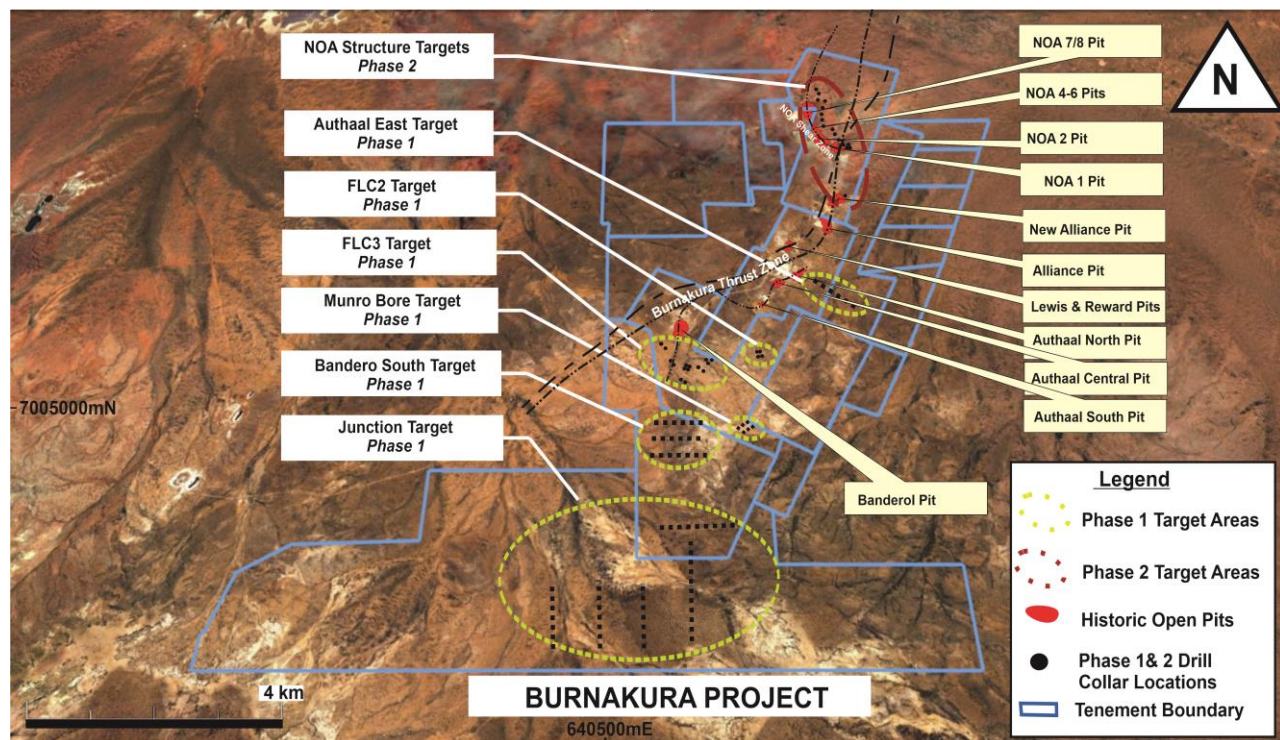 NOA Structure Targets
Phase 2
Authaal East Target
Phase 1
FLC2 Target
Phase 1
FLC3 Target
Phase 1
Munro Bore Target
Phase 1
Bandero South Target
Phase 1
Junction Target
Phase 1
7005000mN
NOA Shear Zone
Burnakura Thrust Zone
NOA 7/8 Pit
NOA 4-6 Pits
NOA 2 Pit
NOA 1 Pit
New Alliance Pit
Alliance Pit
Lewis & Reward Pits
Authaal North Pit
Authaal Central Pit
Authaal South Pit
Banderol Pit
N
Legend
Phase 1 Target Areas
Phase 2 Target Areas
Historic Open Pits
Phase 1& 2 Drill
Collar Locations
Tenement Boundary
4 km
BURNAKURA PROJECT
640500mE